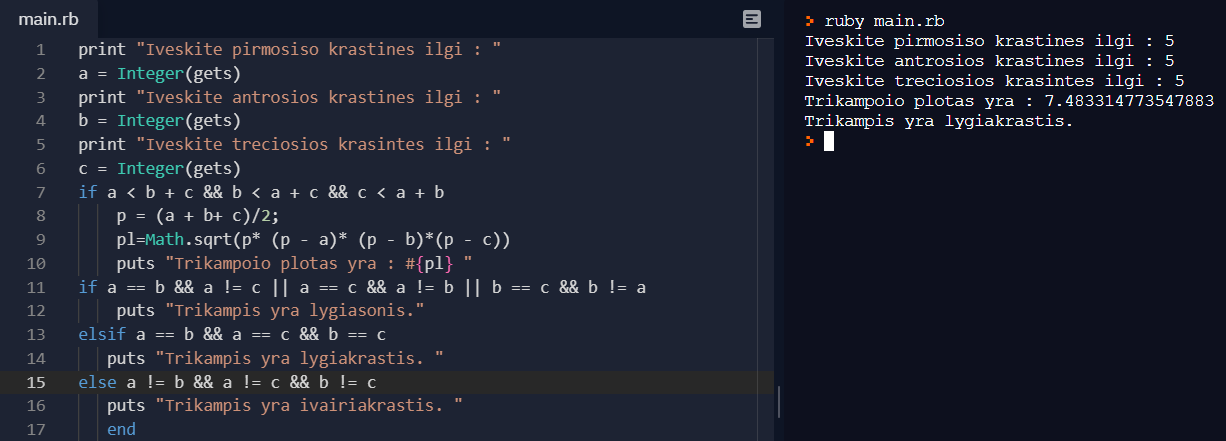 main.rb
1 print "Iveskite pirmosiso krastines ilgi : "
2 a = Integer(gets)
3 print "Iveskite antrosios krastines ilgi : "
4 b = Integer(gets)
5 print "Iveskite treciosios krasintes ilgi : "
6 c = Integer(gets)
7 if a < b + c && b < a + c && c < a + b
8     p = (a + b+ c)/2;
9     pl=Math.sqrt(p* (p - a)* (p - b)*(p - c))
10     puts "Trikampoio plotas yra : #{pl} "
11 if a == b && a != c || a == c && a != b || b == c && b != a
12     puts "Trikampis yra lygiasonis."
13 elsif a == b && a == c && b == c
14    puts "Trikampis yra lygiakrastis. "
15 else a != b && a != c && b != c
16    puts "Trikampis yra ivairiakrastis. "
17    end
> ruby main.rb
Iveskite pirmosiso krastines ilgi : 5
Iveskite antrosios krastines ilgi : 5
Iveskite treciosios krasintes ilgi : 5
Trikampoio plotas yra : 7.483314773547883
Trikampis yra lygiakrastis.
>